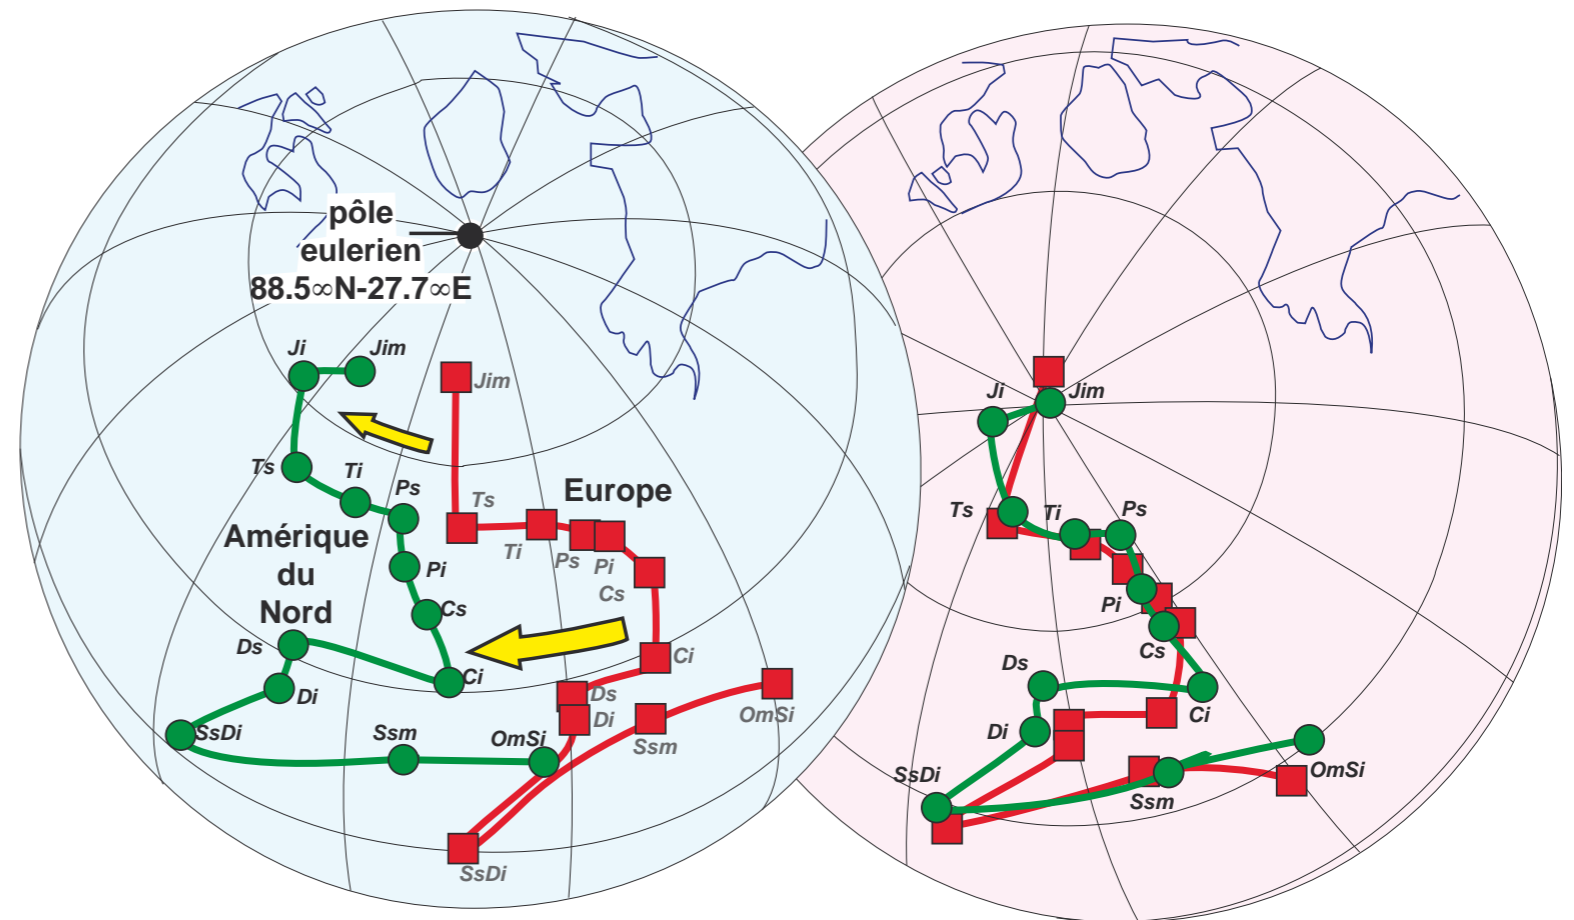 pôle
eulerien
88.5∞N-27.7∞E
Ji
Jim
Jim
Ts
Ti
Ps
Ts
Europe
Amérique
du
Nord
Ti
Ps
Pi
Pi
Cs
Cs
Ds
Di
Ci
Ci
Ds
Di
SsDi
Ssm
OmSi
Ssm
OmSi
SsDi
Ji
Jim
Ts
Ti
Ps
Pi
Cs
Ds
Ci
Di
SsDi
Ssm
OmSi